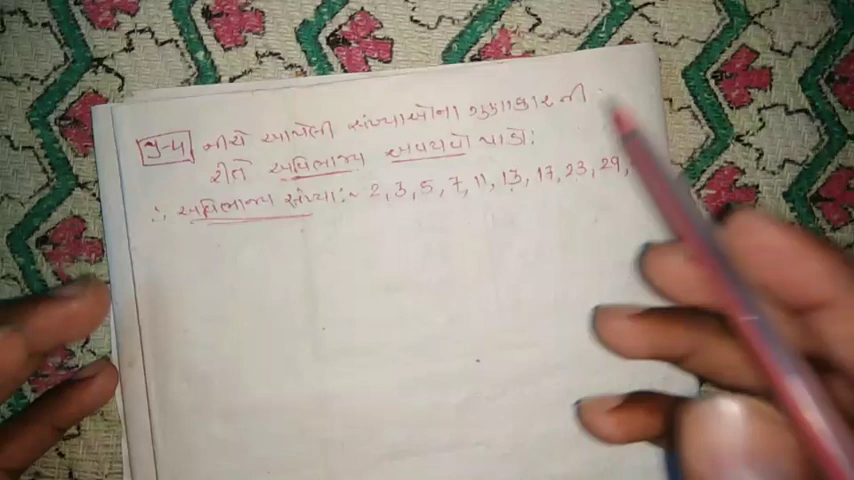 પ્ર-૫ નીચે આપેલી સંખ્યાઓના ગુણાકારની
રીતે અવિભાજ્ય અવયવો પાડો:
∴ અવિભાજ્ય સંખ્યા:- 2, 3, 5, 7, 11, 13, 17, 23, 29,